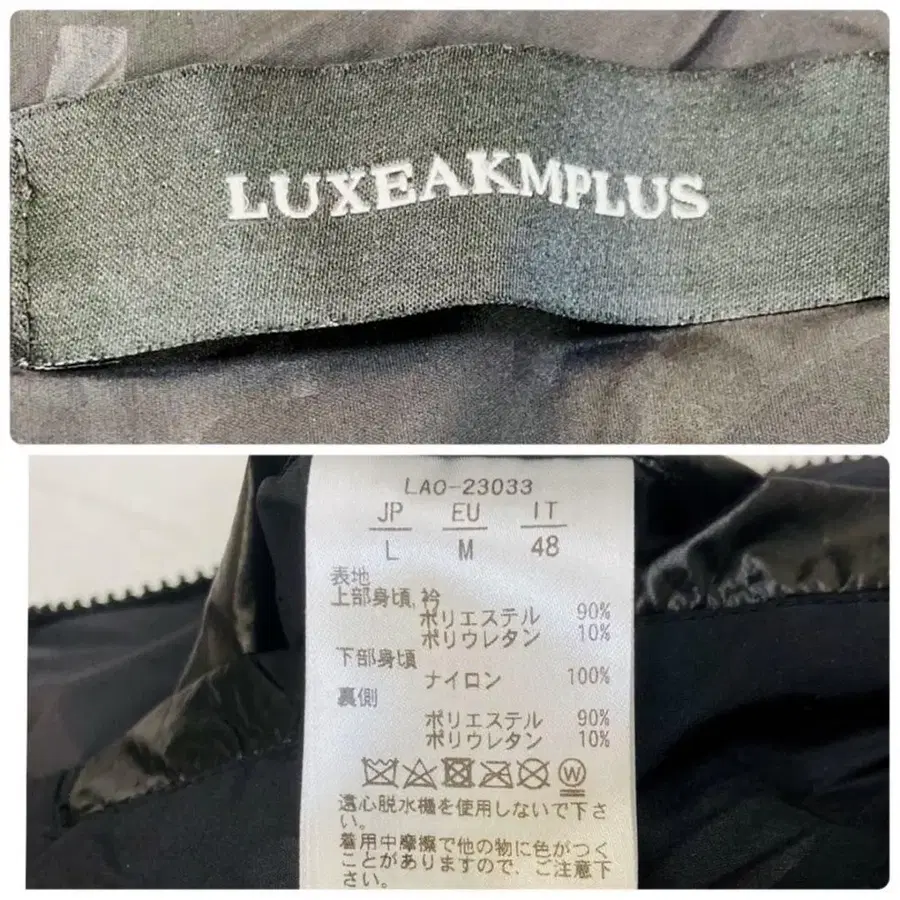 LUXEAKMPLUS
LAO-23033
JP EU IT
L M 48
表地
上部身頃,衿
ポリエステル 90%
ポリウレタン 10%
下部身頃
ナイロン 100%
裏側
ポリエステル 90%
ポリウレタン 10%
W
遠心脱水機を使用しないで下さ
い。
着用中摩擦で他の物に色がつく
ことがありますので、ご注意下
さい。